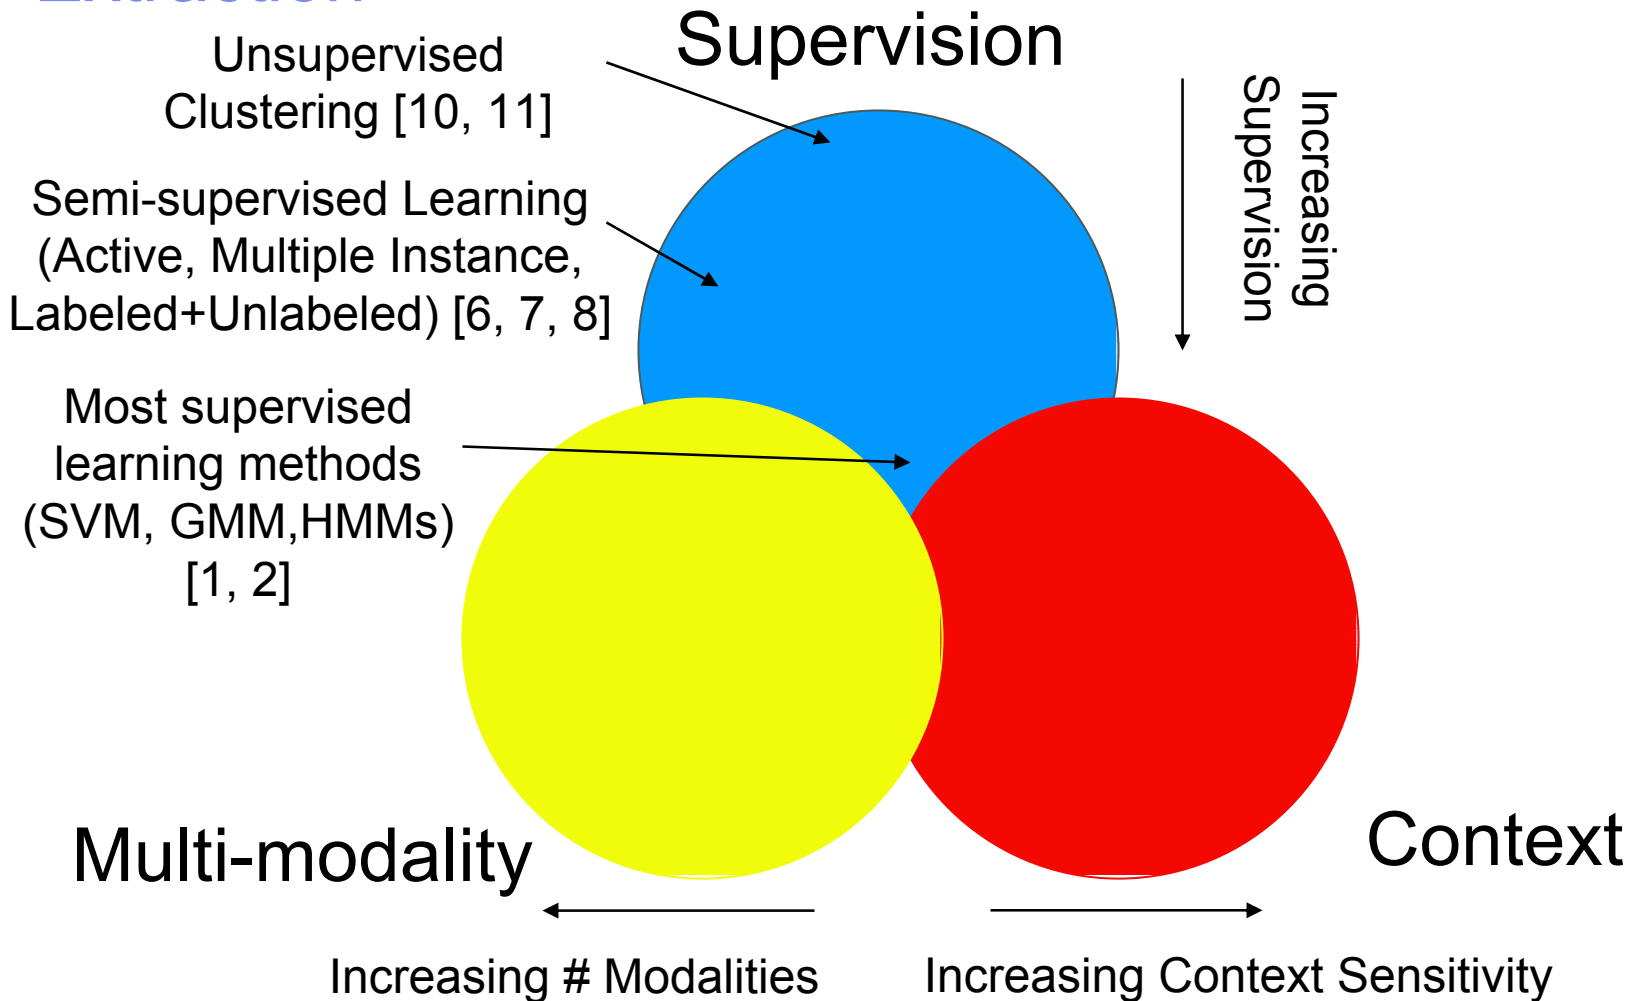 Extraction
Supervision
Unsupervised
Clustering [10, 11]
Semi-supervised Learning
(Active, Multiple Instance,
Labeled+Unlabeled) [6, 7, 8]
Most supervised
learning methods
(SVM, GMM,HMMs)
[1, 2]
Increasing
Supervision
Multi-modality
Context
Increasing # Modalities
Increasing Context Sensitivity